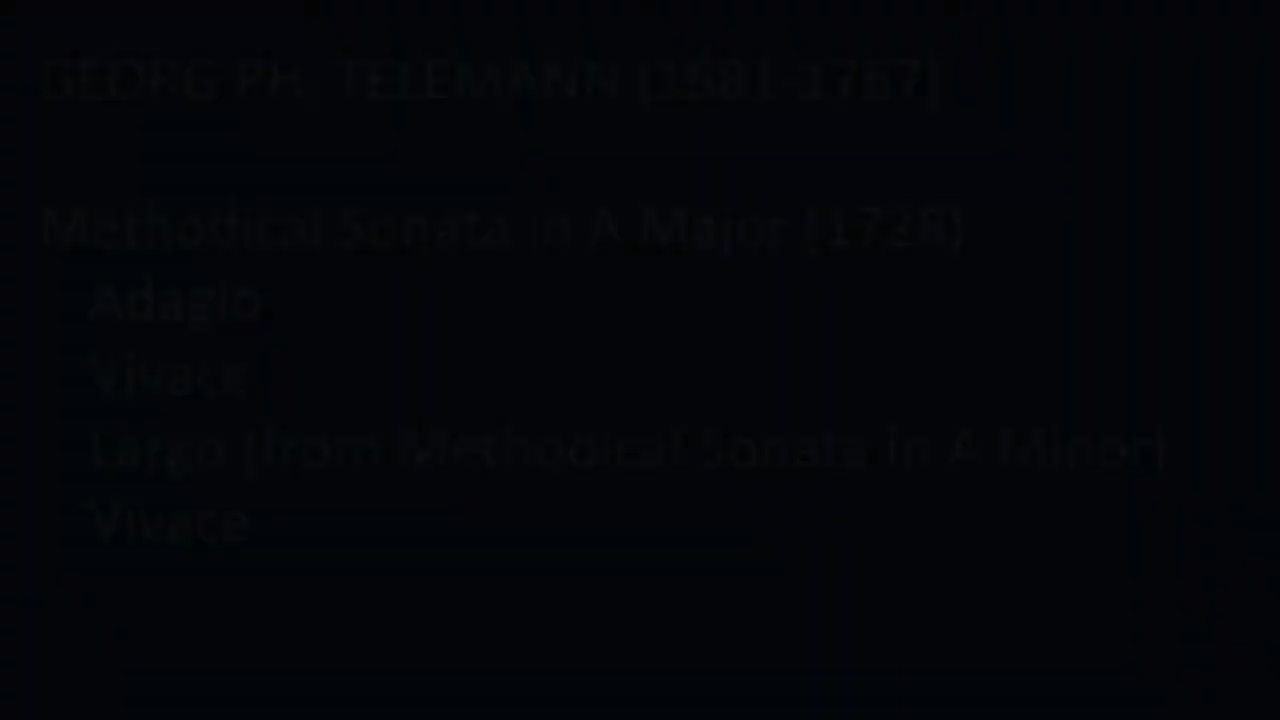 GEORG PH. TELEMANN (1681-1767)
Methodical Sonata in A Major (1728)
Adagio
Vivace
Largo (from Methodical Sonata in A Minor)
Vivace